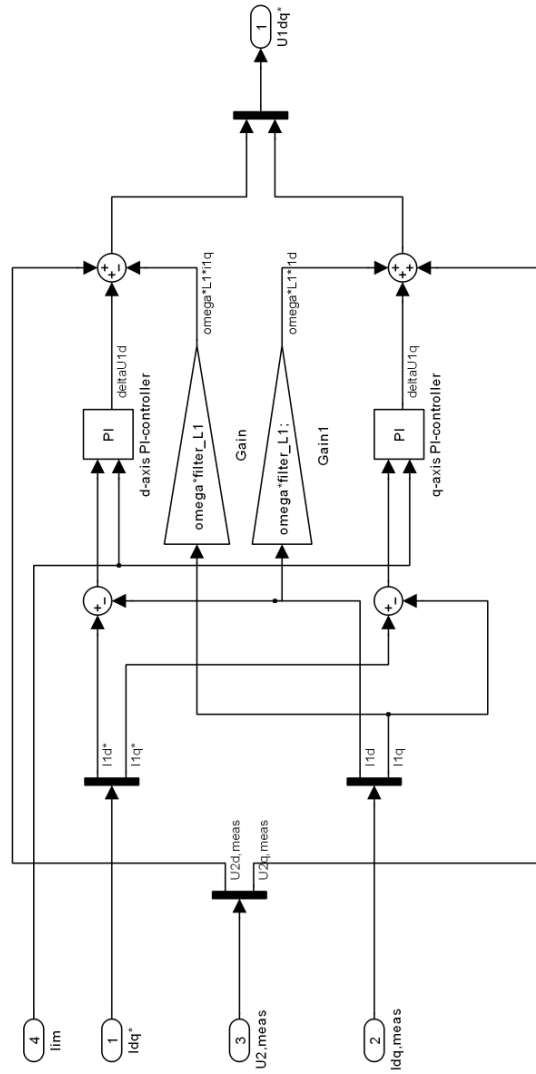 4
lim
1
Idq*
I1d*
I1q*
+
-
PI
d-axis PI-controller
deltaU1d
+
+
-
omega*L1*i1q
omega*filter_L1
Gain
U2d,meas
U2q,meas
3
U2,meas
1
U1dq*
omega*filter_L1;
Gain1
omega*L1*i1d
I1d
I1q
2
Idq,meas
+
-
PI
q-axis PI-controller
deltaU1q
+
+
+